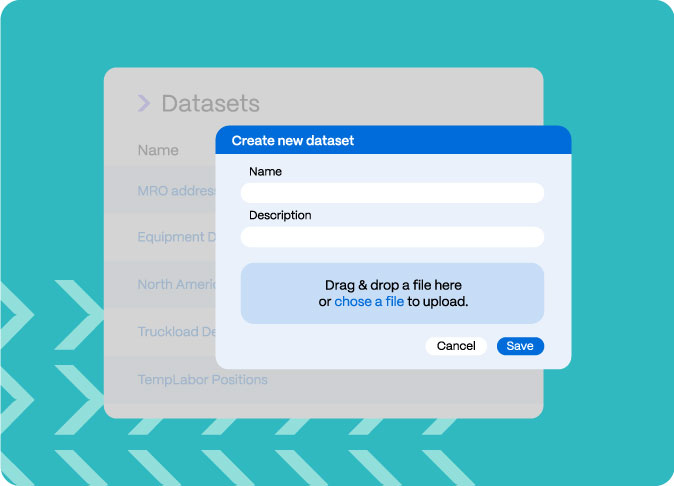 Datasets
Name
MRO address
Equipment D
North Americ
Truckload De
TempLabor Positions
Create new dataset
Name
Description
Drag & drop a file here
or chose a file to upload.
Cancel
Save